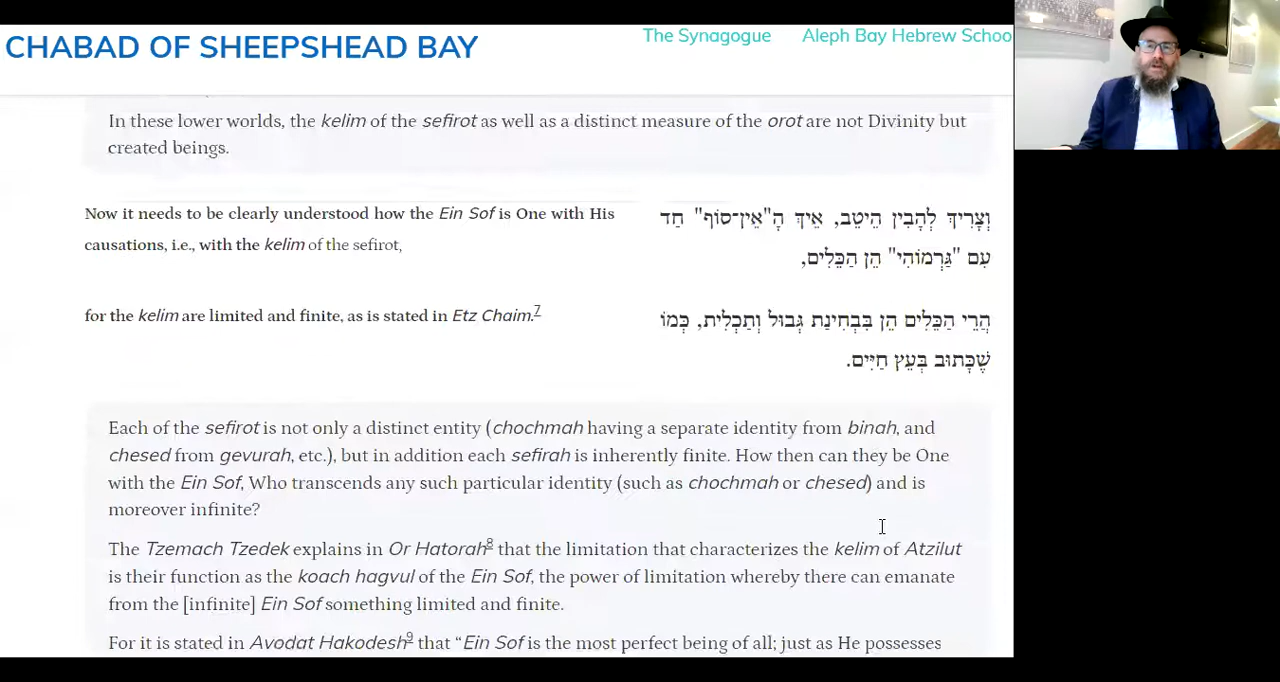 CHABAD OF SHEEPSHEAD BAY
The Synagogue Aleph Bay Hebrew Schoo
In these lower worlds, the kelim of the sefirot as well as a distinct measure of the orot are not Divinity but
created beings.
Now it needs to be clearly understood how the Ein Sof is One with His
causations, i.e., with the kelim of the sefirot,
וְצָרִיךְ לְהָבִין הֵיטֵב, אֵיךְ הָ"אֵין־סוֹף" חַד
עִם "גַּרְמוֹהִי" הֵן הַכֵּלִים,
for the kelim are limited and finite, as is stated in Etz Chaim.7
הֲרֵי הַכֵּלִים הֵן בִּבְחִינַת גְּבוּל וְתַכְלִית, כְּמוֹ
שֶׁכָּתוּב בְּעֵץ חַיִּים.
Each of the sefirot is not only a distinct entity (chochmah having a separate identity from binah, and
chesed from gevurah, etc.), but in addition each sefirah is inherently finite. How then can they be One
with the Ein Sof, Who transcends any such particular identity (such as chochmah or chesed) and is
moreover infinite?
The Tzemach Tzedek explains in Or Hatorah8 that the limitation that characterizes the kelim of Atzilut
is their function as the koach hagvul of the Ein Sof, the power of limitation whereby there can emanate
from the [infinite] Ein Sof something limited and finite.
For it is stated in Avodat Hakodesh9 that “Ein Sof is the most perfect being of all; just as He possesses